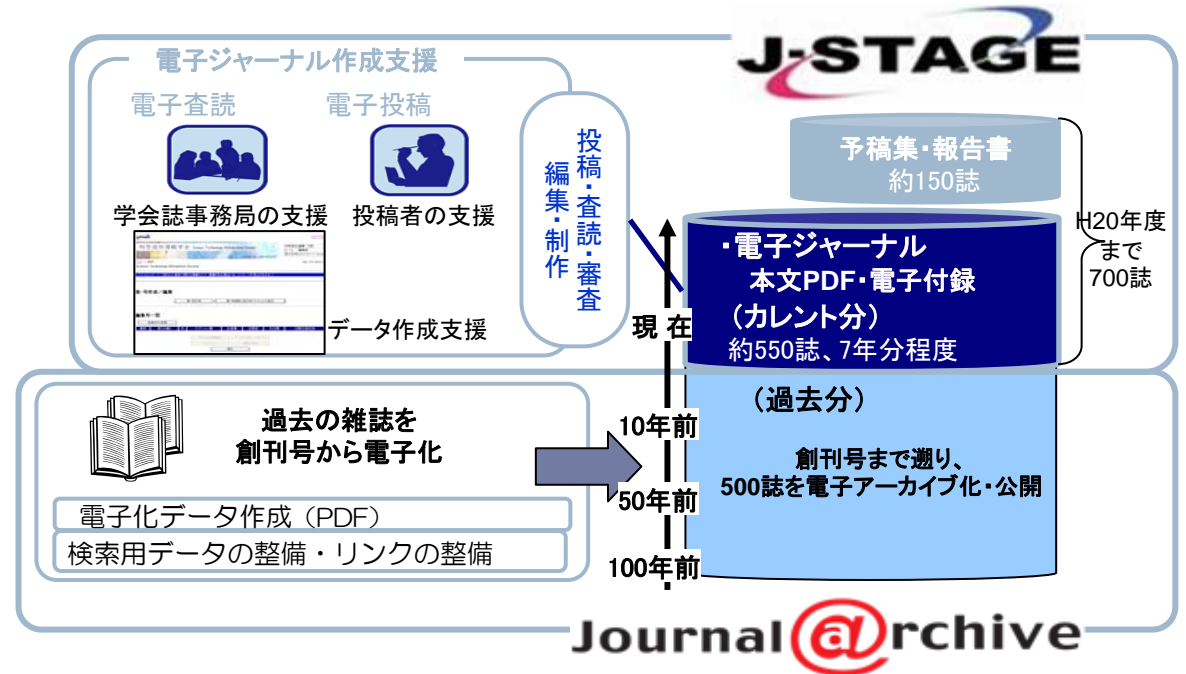 J-STAGE
電子ジャーナル作成支援
電子査読
電子投稿
学会誌事務局の支援
投稿者の支援
データ作成支援
投稿・査読・審査
編集・制作
予稿集・報告書
約150誌
H20年度
まで
700誌
・電子ジャーナル
本文PDF・電子付録
（カレント分）
約550誌、7年分程度
現 在
10年前
50年前
100年前
（過去分）
創刊号まで遡り、
500誌を電子アーカイブ化・公開
過去の雑誌を
創刊号から電子化
電子化データ作成（PDF）
検索用データの整備・リンクの整備
Journal@rchive